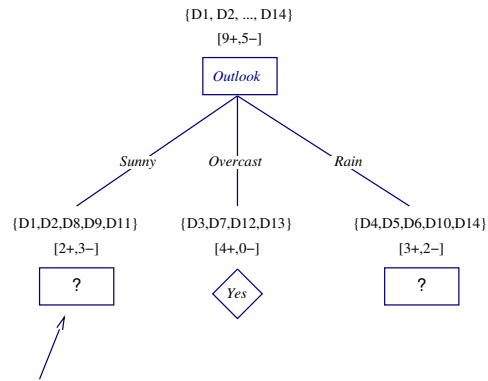 {D1, D2, ..., D14}
[9+,5−]
Outlook
Sunny
Overcast
Rain
{D1,D2,D8,D9,D11}
{D3,D7,D12,D13}
{D4,D5,D6,D10,D14}
[2+,3−]
[4+,0−]
[3+,2−]
?
Yes
?